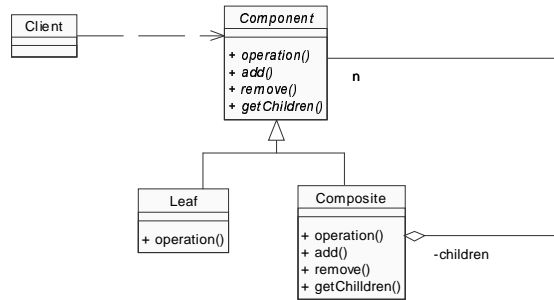 Client
Component
+ operation()
+ add()
+ remove()
+ getChildren()
n
Leaf
+ operation()
Composite
+ operation()
+ add()
+ remove()
+ getChilldren()
-children